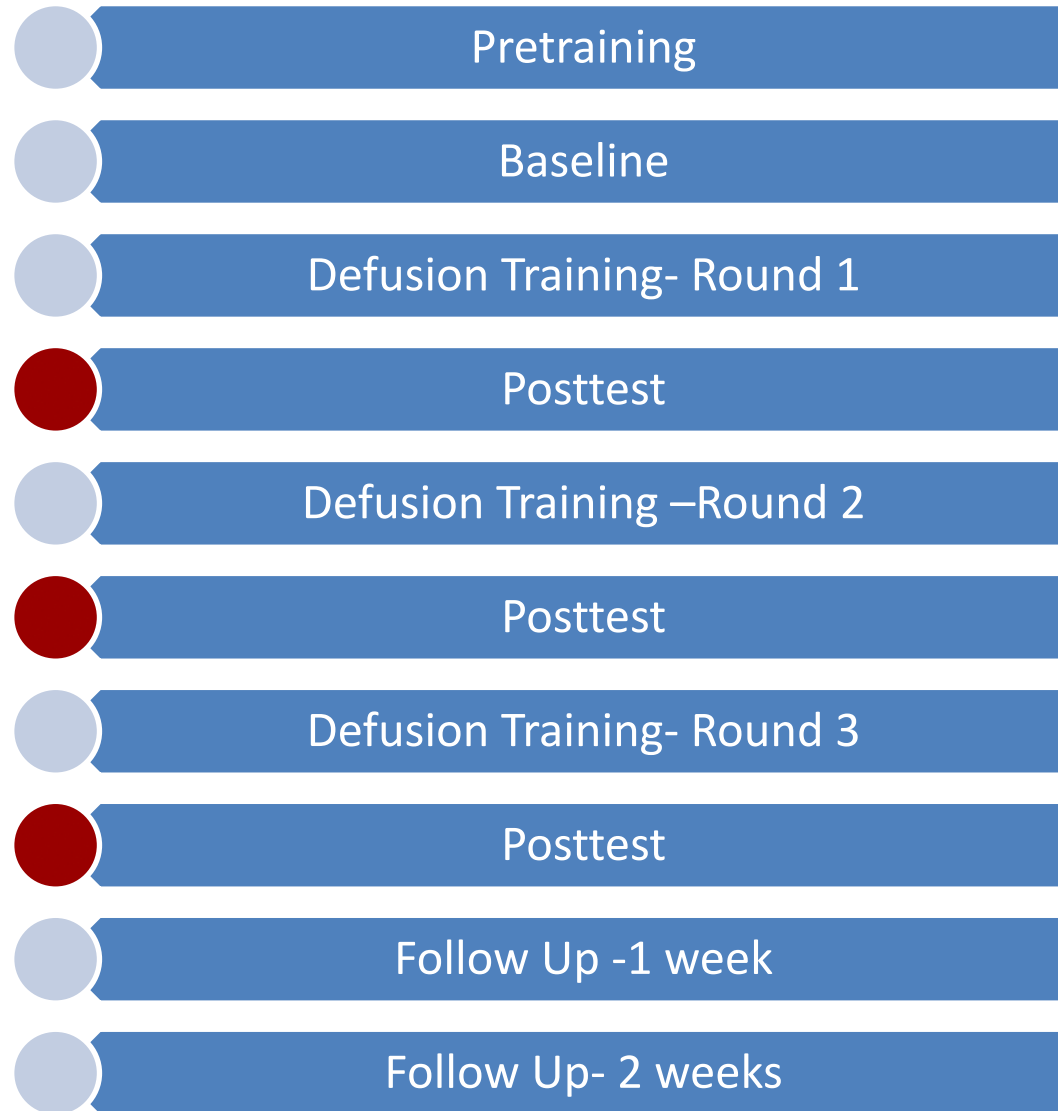 Pretraining
Baseline
Defusion Training- Round 1
Posttest
Defusion Training –Round 2
Posttest
Defusion Training- Round 3
Posttest
Follow Up -1 week
Follow Up- 2 weeks